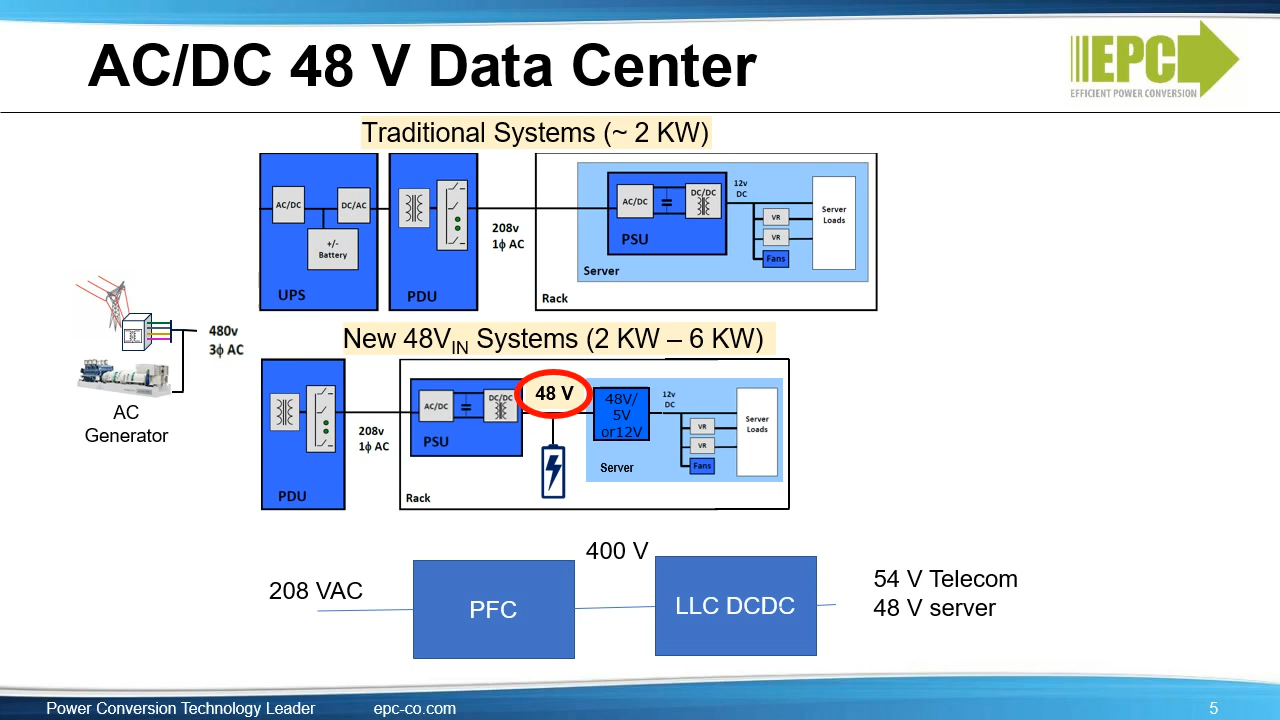 AC/DC 48 V Data Center
EPC
EFFICIENT POWER CONVERSION
Traditional Systems (~ 2 KW)
AC/DC
DC/AC
+/-
Battery
UPS
PDU
208v
1ϕ AC
AC/DC
DC/DC
PSU
12v
DC
VR
VR
Fans
Server
Loads
Server
Rack
480v
3ϕ AC
AC
Generator
New 48VIN Systems (2 KW – 6 KW)
PDU
208v
1ϕ AC
AC/DC
DC/DC
PSU
48 V
48V/
5V
or12V
12v
DC
VR
VR
Fans
Server
Loads
Server
Rack
208 VAC
PFC
400 V
LLC DCDC
54 V Telecom
48 V server
Power Conversion Technology Leader
epc-co.com
5